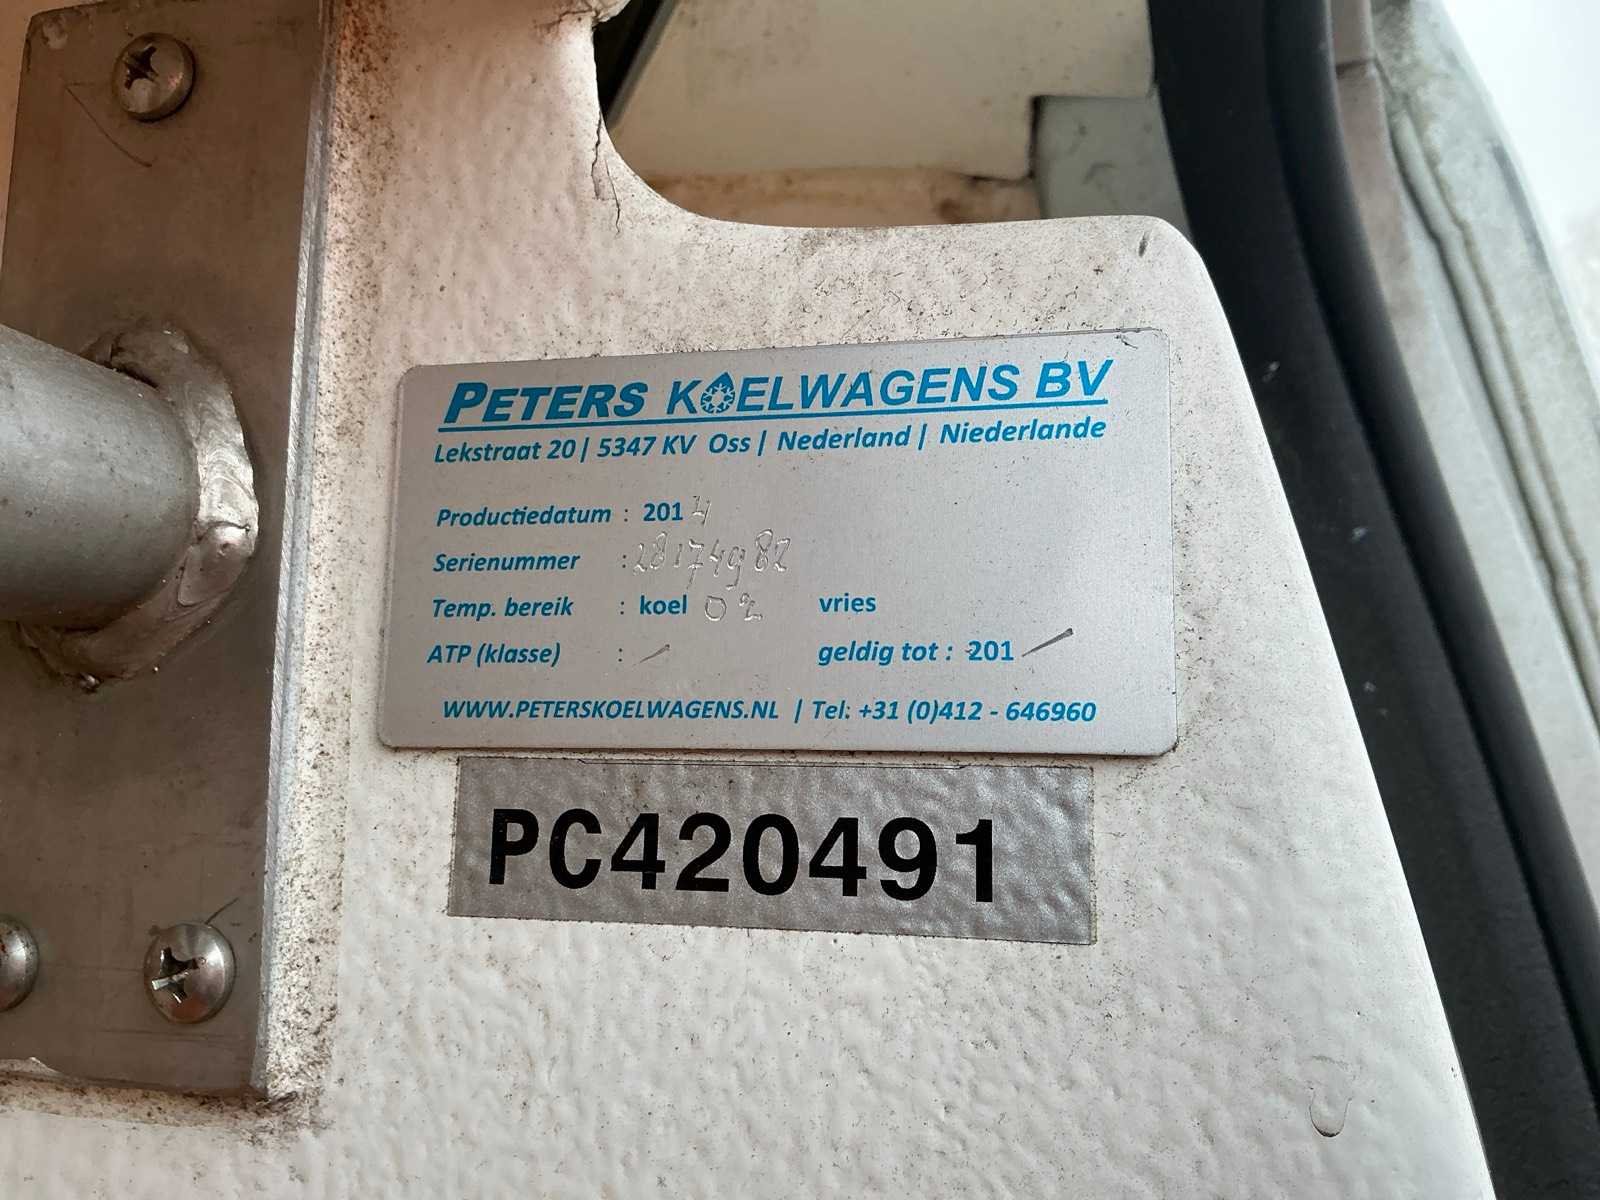 PETERS KOELWAGENS BV
Lekstraat 20 | 5347 KV Oss | Nederland | Niederlande
Productiedatum : 2014
Serienummer : 28174982
Temp. bereik : koel 02 vries
ATP (klasse) : / geldig tot : 201 /
WWW.PETERSKOELWAGENS.NL | Tel: +31 (0)412 - 646960
PC420491